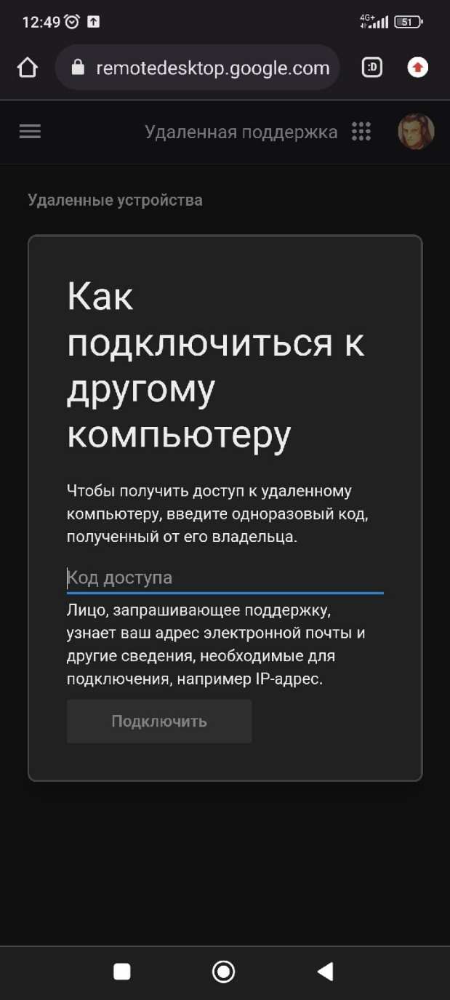 12:49
4G+
51
remotedesktop.google.com
:D
Удаленная поддержка
Удаленные устройства
Как
подключиться к
другому
компьютеру
Чтобы получить доступ к удаленному
компьютеру, введите одноразовый код,
полученный от его владельца.
Код доступа
Лицо, запрашивающее поддержку,
узнает ваш адрес электронной почты и
другие сведения, необходимые для
подключения, например IP-адрес.
Подключить